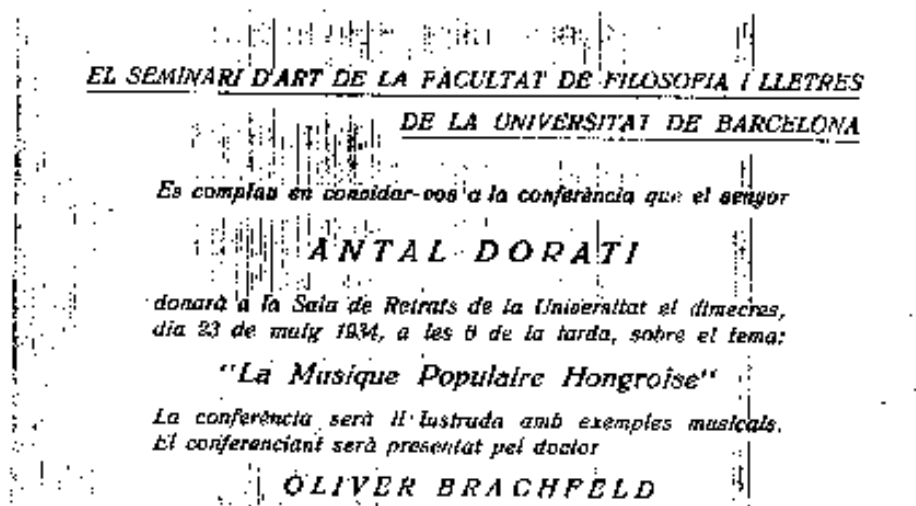 EL SEMINARI D'ART DE LA FACULTAT DE FILOSOFIA I LLETRES
DE LA UNIVERSITAT DE BARCELONA
Es complau en convidar-vos a la conferència que el senyor
ANTAL DORATI
donarà a la Sala de Retrats de la Universitat el dimecres,
dia 23 de maig 1934, a les de la tarda, sobre el tema:
"La Musique Populaire Hongroise"
La conferència serà il·lustrada amb exemples musicals.
El conferenciant serà presentat pel doctor
OLIVER BRACHFELD